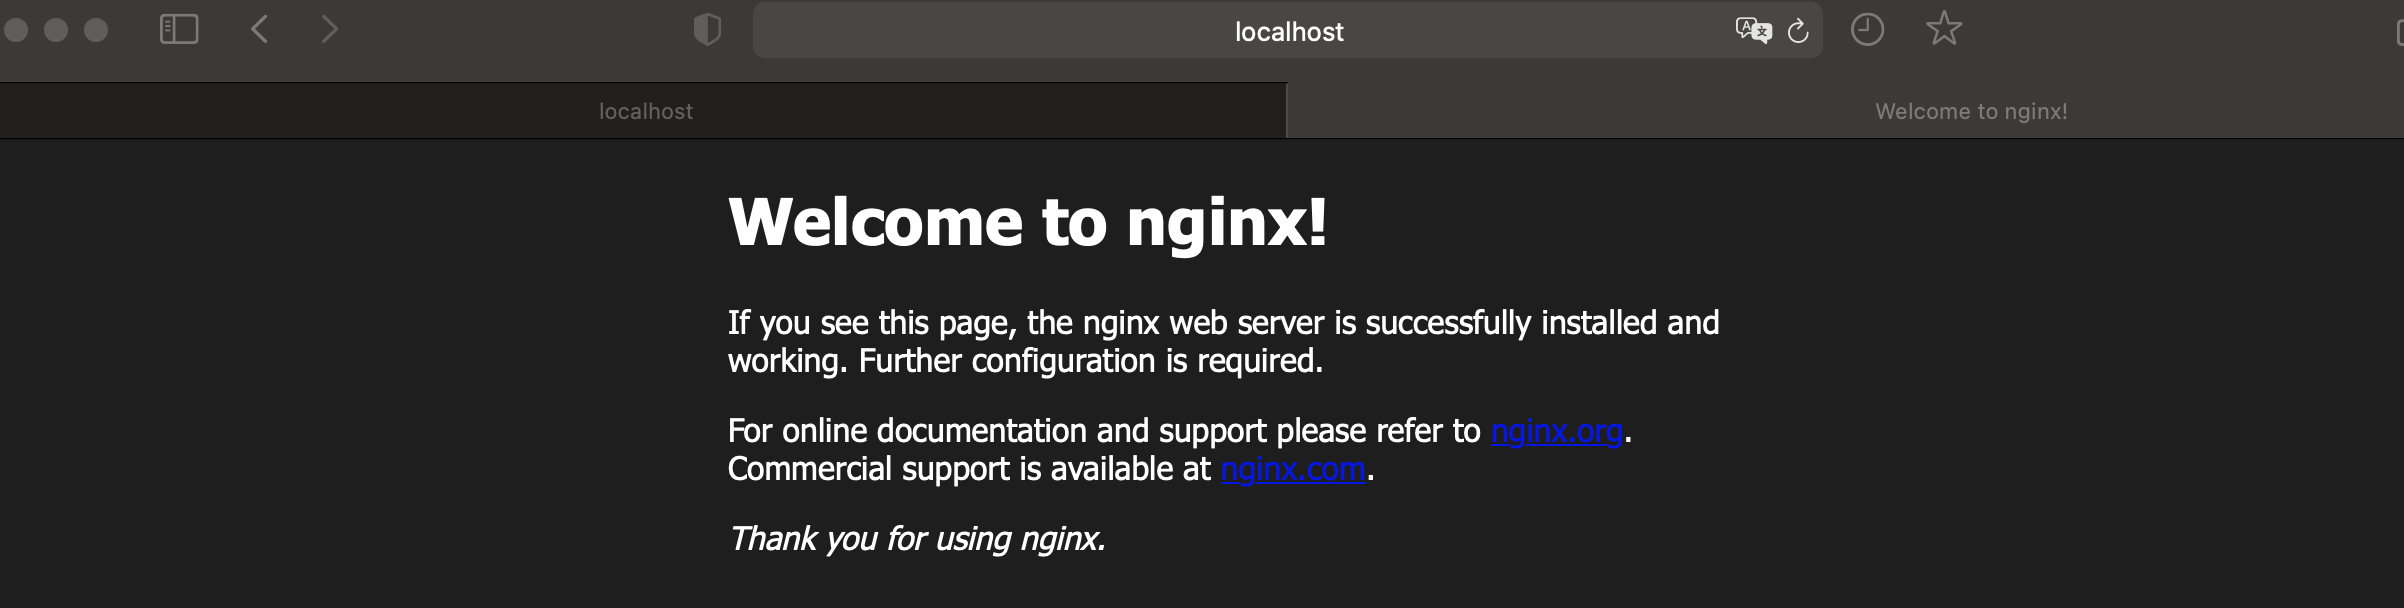 localhost
localhost
Welcome to nginx!
Welcome to nginx!
If you see this page, the nginx web server is successfully installed and
working. Further configuration is required.
For online documentation and support please refer to nginx.org.
Commercial support is available at nginx.com.
Thank you for using nginx.